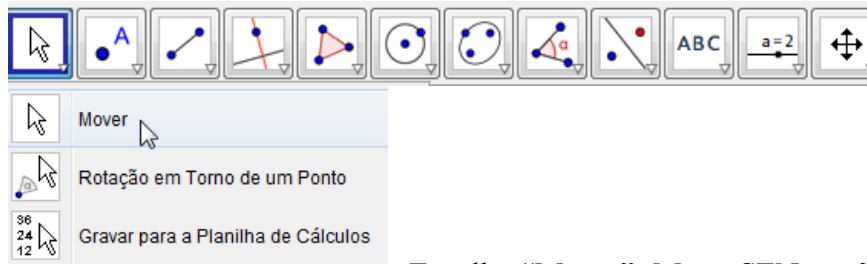 A
α
ABC
a=2
Mover
Rotação em Torno de um Ponto
36
24
12
Gravar para a Planilha de Cálculos